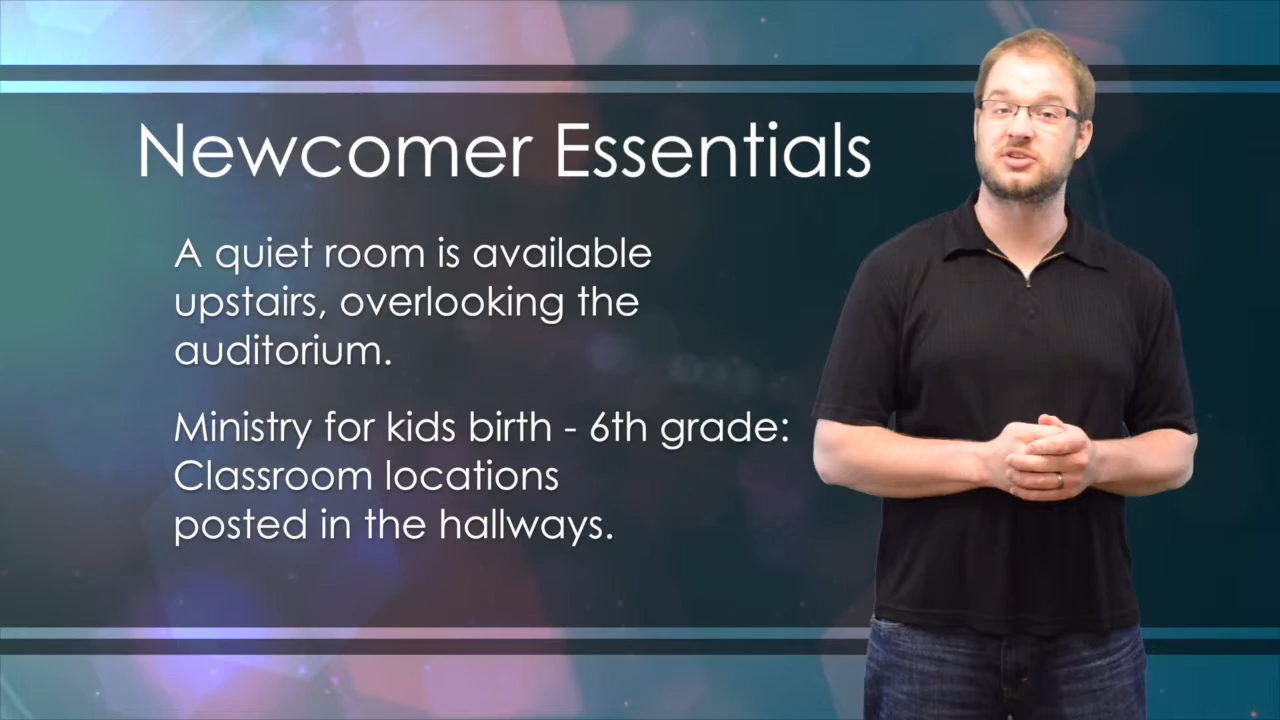 Newcomer Essentials
A quiet room is available
upstairs, overlooking the
auditorium.
Ministry for kids birth - 6th grade:
Classroom locations
posted in the hallways.